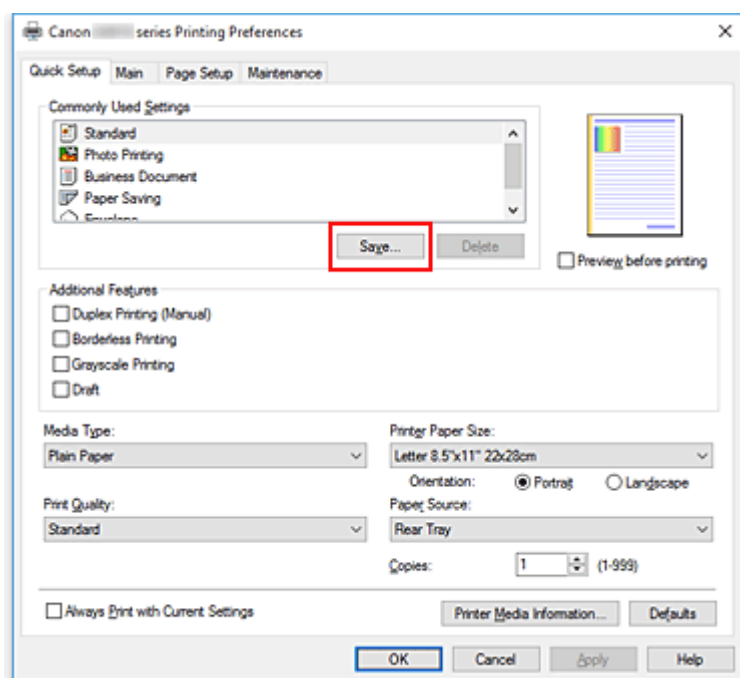 Canon series Printing Preferences
Quick Setup Main Page Setup Maintenance
Commonly Used Settings
Standard
Photo Printing
Business Document
Paper Saving
Envelope
Save... Delete
Preview before printing
Additional Features
Duplex Printing (Manual)
Borderless Printing
Grayscale Printing
Draft
Media Type: Printer Paper Size:
Plain Paper Letter 8.5"x11" 22x28cm
Orientation: Portrait Landscape
Print Quality: Paper Source:
Standard Rear Tray
Copies: 1 (1-999)
Always Print with Current Settings Printer Media Information... Defaults
OK Cancel Apply Help